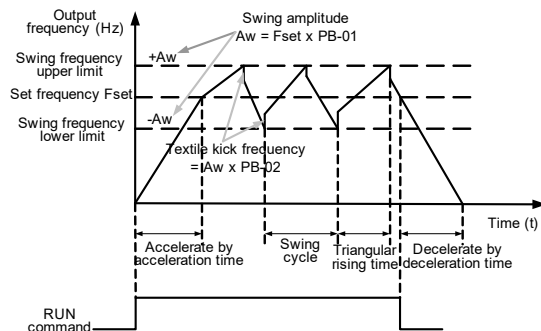 Output
frequency (Hz)
Swing amplitude
Aw = Fset x PB-01
Swing frequency
upper limit
+Aw
Set frequency Fset
Swing frequency
lower limit
-Aw
Textile kick frequency
= Aw x PB-02
Time (t)
Accelerate by
acceleration time
Swing
cycle
Triangular
rising time
Decelerate by
deceleration time
RUN
command